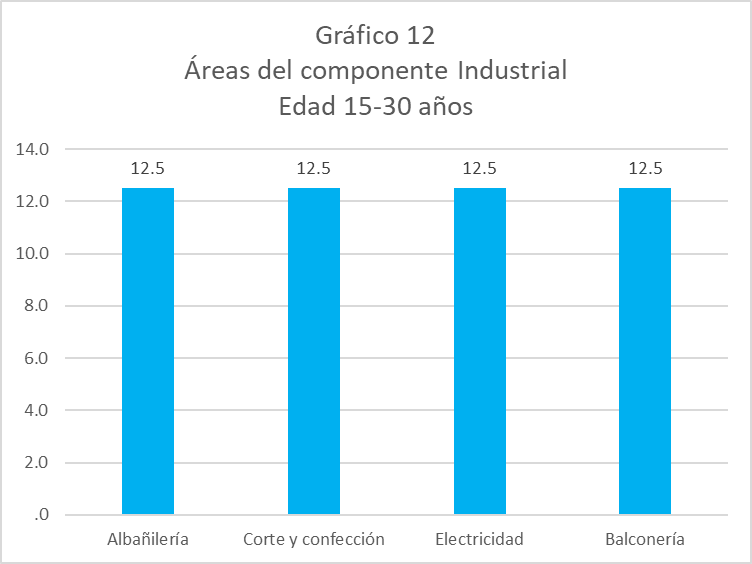 Gráfico 12
Áreas del componente Industrial
Edad 15-30 años
14.0
12.0
10.0
8.0
6.0
4.0
2.0
.0
12.5 12.5 12.5 12.5
Albañilería Corte y confección Electricidad Balconería